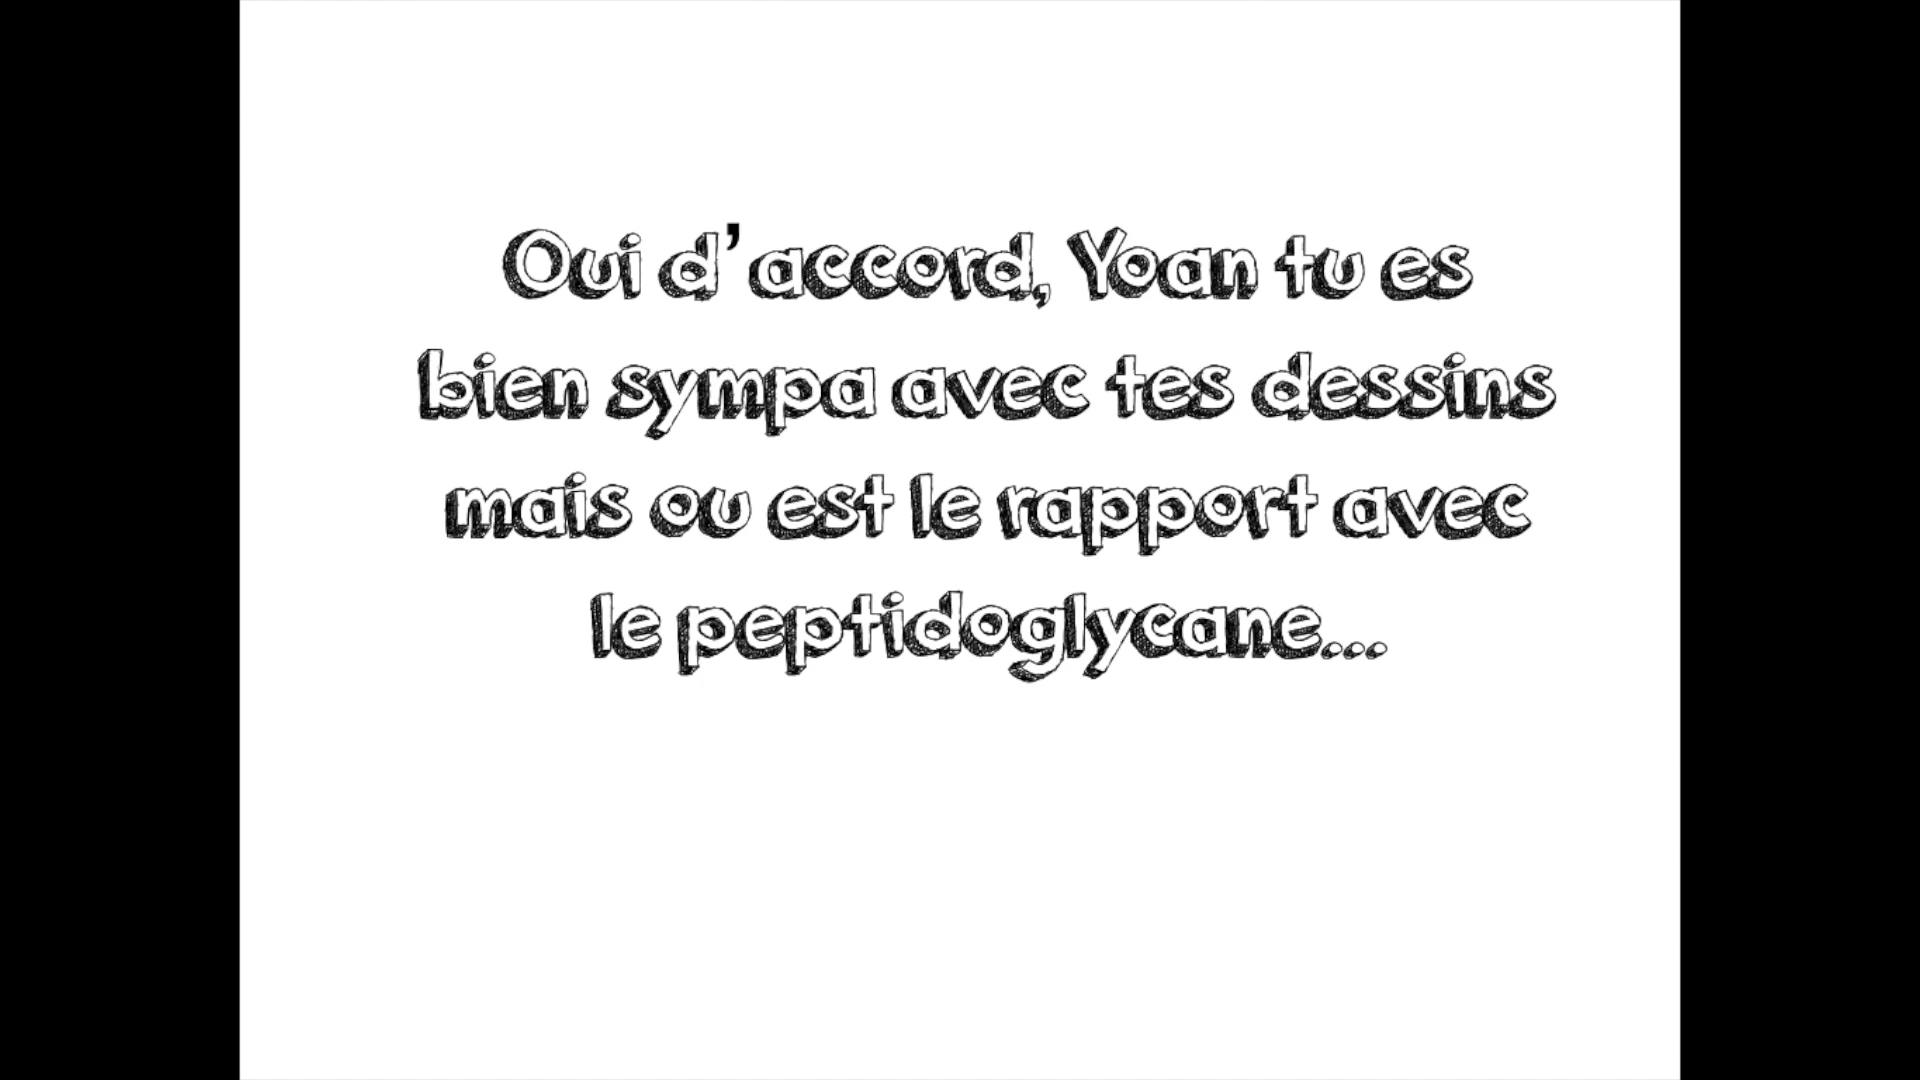 Oui d’accord, Yoan tu es
bien sympa avec tes dessins
mais ou est le rapport avec
le peptidoglycane...